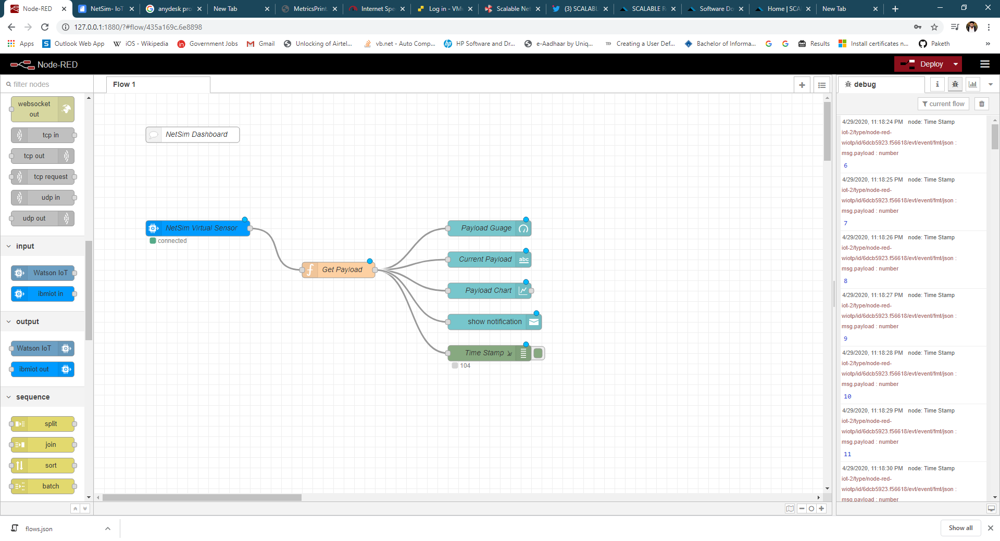 Node-RED
NetSim- IoT
anydesk pro
New Tab
MetricsPrint.
Internet Spe
Log in - VMw
Scalable Net
(3) SCALABL
SCALABLE R
Software Do
Home | SCA
New Tab
127.0.0.1:1880/?#flow/435a169c.6e8898
Apps
Outlook Web App
iOS - Wikipedia
Government Jobs
Gmail
Unlocking of Airtel...
vb.net - Auto Comp...
HP Software and Dr...
e-Aadhaar by Uniq...
TD Creating a User Def...
Bachelor of Informa...
Results
Install certificates n...
Paketh
Node-RED
Deploy
filter nodes
Flow 1
debug
current flow
websocket
out
tcp in
tcp out
tcp request
udp in
udp out
input
Watson IoT
ibmiot in
output
Watson IoT
ibmiot out
sequence
split
join
sort
batch
NetSim Dashboard
NetSim Virtual Sensor
connected
Get Payload
Payload Guage
Current Payload
abc
Payload Chart
show notification
Time Stamp
104
4/29/2020, 11:18:24 PM node: Time Stamp
iot-2/type/node-red-
wiotp/id/6dcb5923.f56618/evt/event/fmt/json :
msg.payload : number
6
4/29/2020, 11:18:25 PM node: Time Stamp
iot-2/type/node-red-
wiotp/id/6dcb5923.f56618/evt/event/fmt/json :
msg.payload : number
7
4/29/2020, 11:18:26 PM node: Time Stamp
iot-2/type/node-red-
wiotp/id/6dcb5923.f56618/evt/event/fmt/json :
msg.payload : number
8
4/29/2020, 11:18:27 PM node: Time Stamp
iot-2/type/node-red-
wiotp/id/6dcb5923.f56618/evt/event/fmt/json :
msg.payload : number
9
4/29/2020, 11:18:28 PM node: Time Stamp
iot-2/type/node-red-
wiotp/id/6dcb5923.f56618/evt/event/fmt/json :
msg.payload : number
10
4/29/2020, 11:18:29 PM node: Time Stamp
iot-2/type/node-red-
wiotp/id/6dcb5923.f56618/evt/event/fmt/json :
msg.payload : number
11
4/29/2020, 11:18:30 PM node: Time Stamp
iot-2/type/node-red-
wiotp/id/6dcb5923.f56618/evt/event/fmt/json :
msg.payload : number
flows.json
Show all